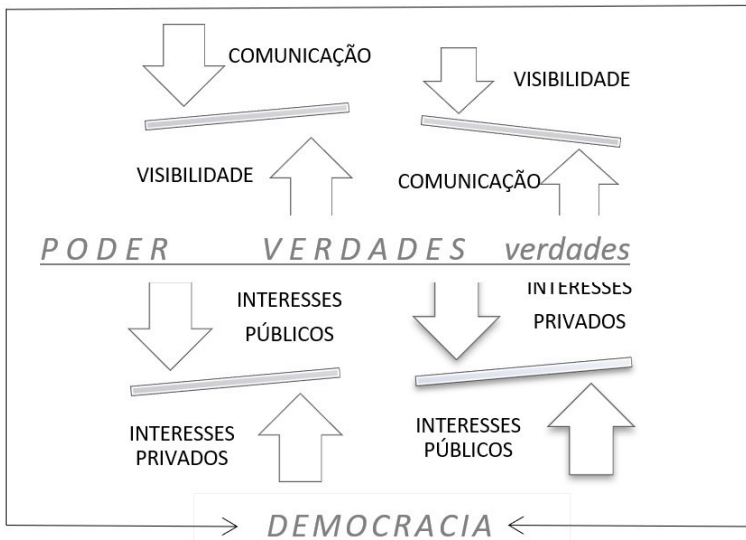 COMUNICAÇÃO
VISIBILIDADE
VISIBILIDADE
COMUNICAÇÃO
PODER VERDADES verdades
INTERESSES
PÚBLICOS
INTERESSES
PRIVADOS
INTERESSES
PRIVADOS
INTERESSES
PÚBLICOS
DEMOCRACIA